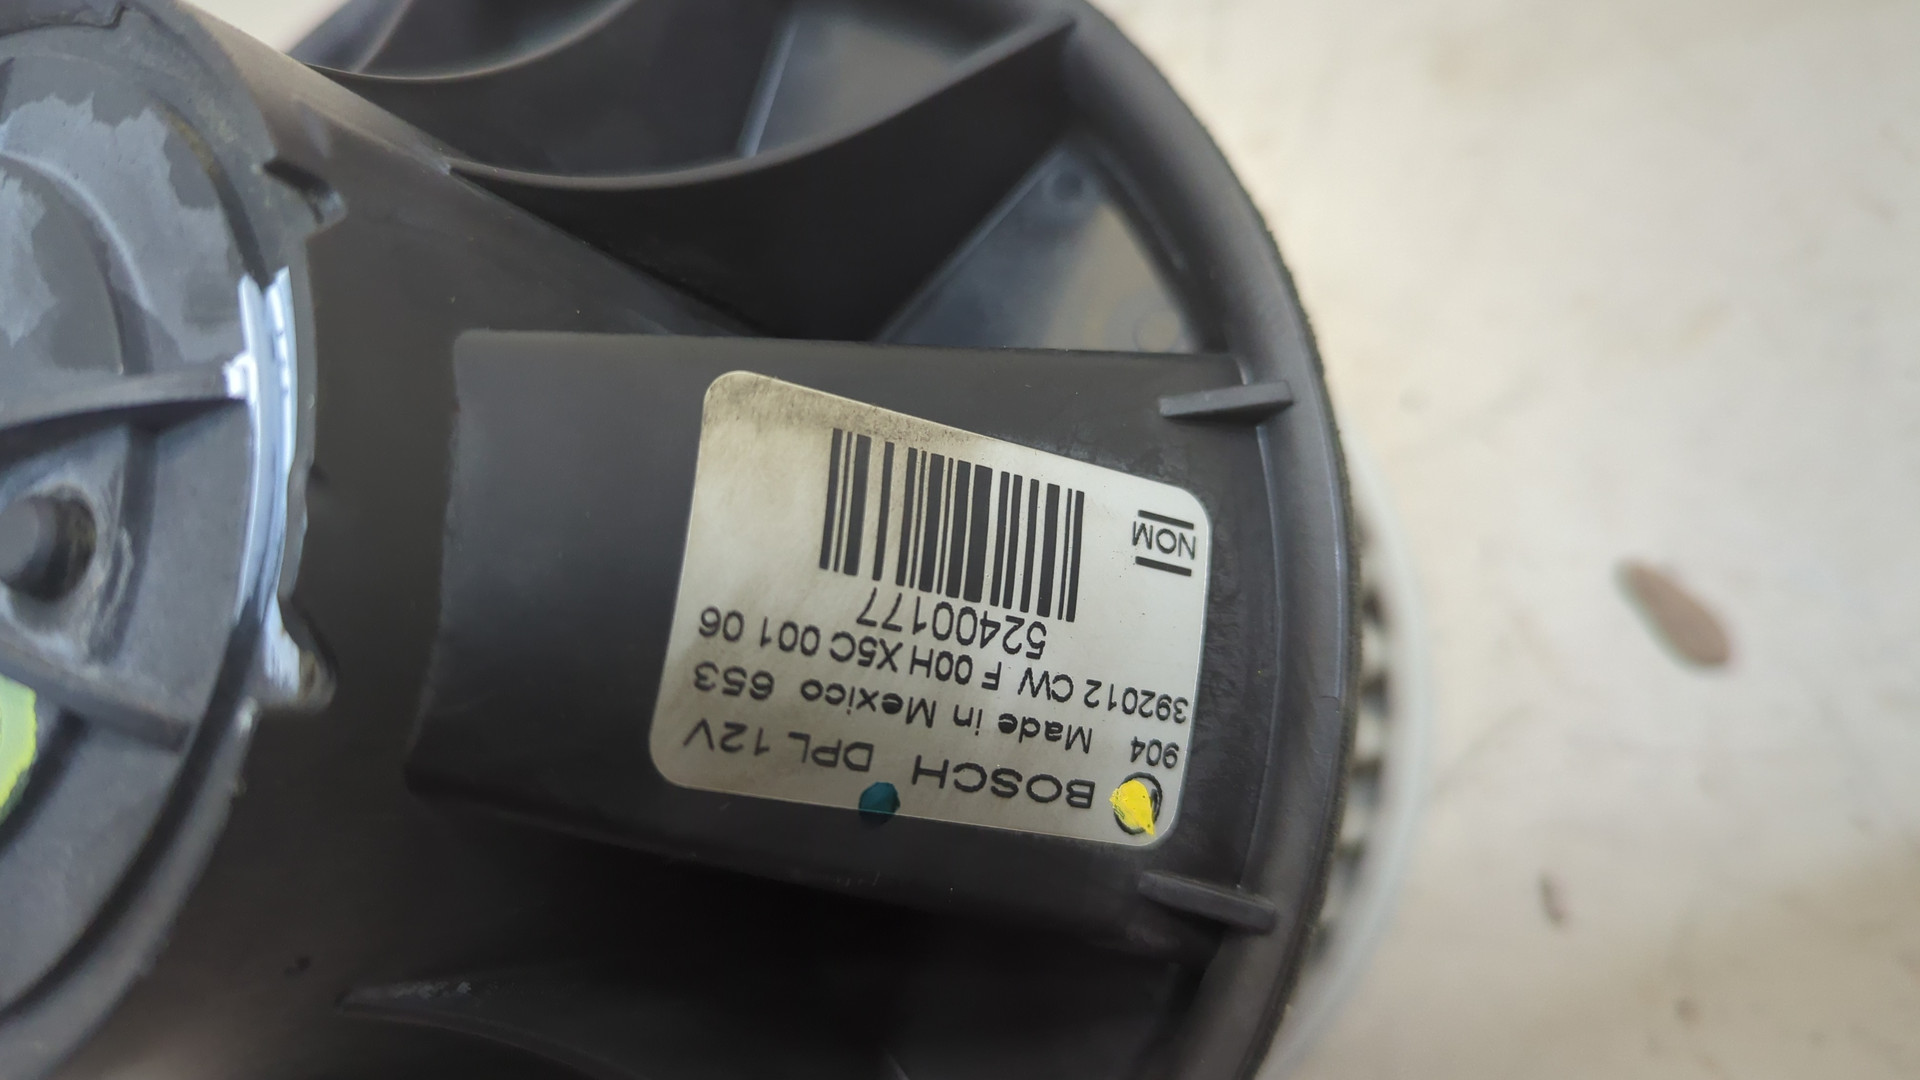 BOSCH DPL 12V
904 Made in Mexico 653
392012 CW F 00H X5C 001 06
52400177
NOM